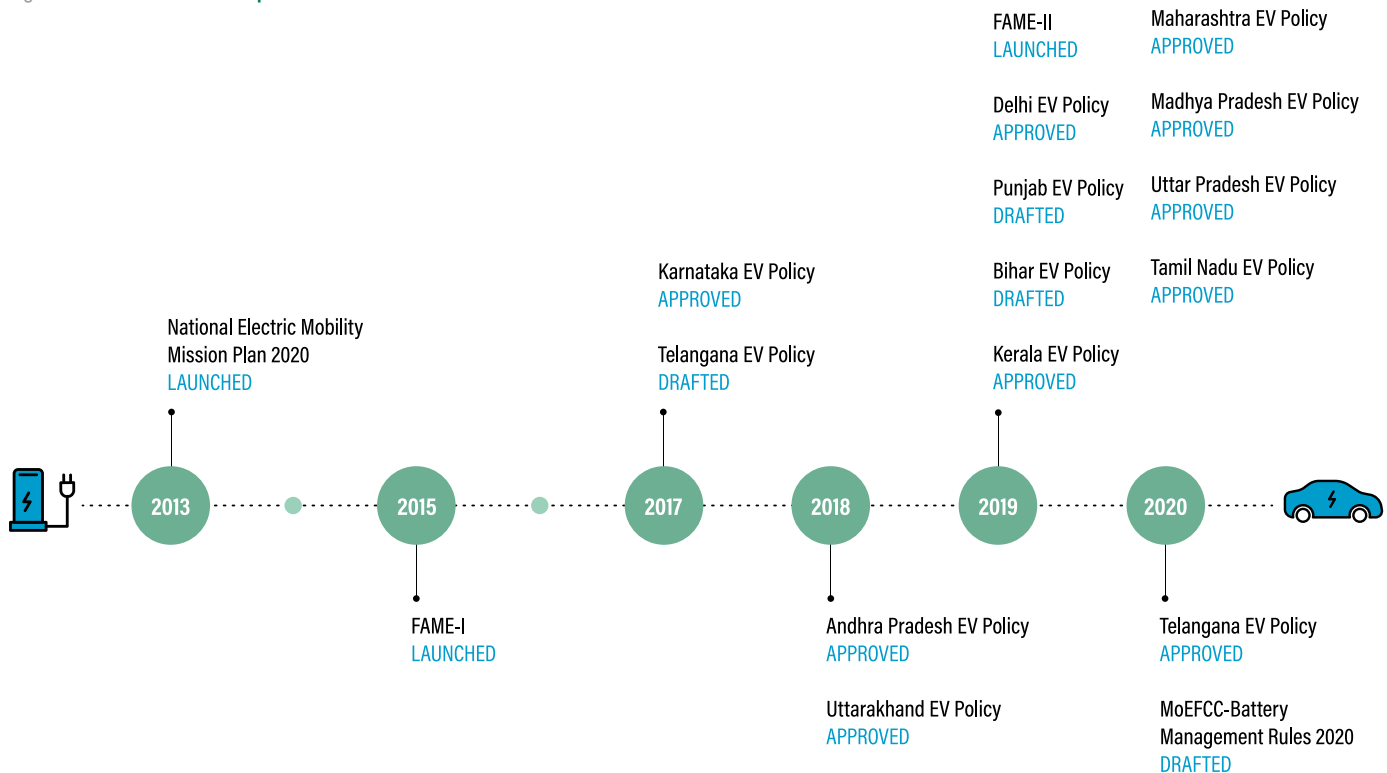 FAME-II
LAUNCHED
Delhi EV Policy
APPROVED
Punjab EV Policy
DRAFTED
Bihar EV Policy
DRAFTED
Kerala EV Policy
APPROVED
Maharashtra EV Policy
APPROVED
Madhya Pradesh EV Policy
APPROVED
Uttar Pradesh EV Policy
APPROVED
Tamil Nadu EV Policy
APPROVED
Karnataka EV Policy
APPROVED
Telangana EV Policy
DRAFTED
National Electric Mobility
Mission Plan 2020
LAUNCHED
2013
2015
2017
2018
2019
2020
FAME-I
LAUNCHED
Andhra Pradesh EV Policy
APPROVED
Uttarakhand EV Policy
APPROVED
Telangana EV Policy
APPROVED
MoEFCC-Battery
Management Rules 2020
DRAFTED